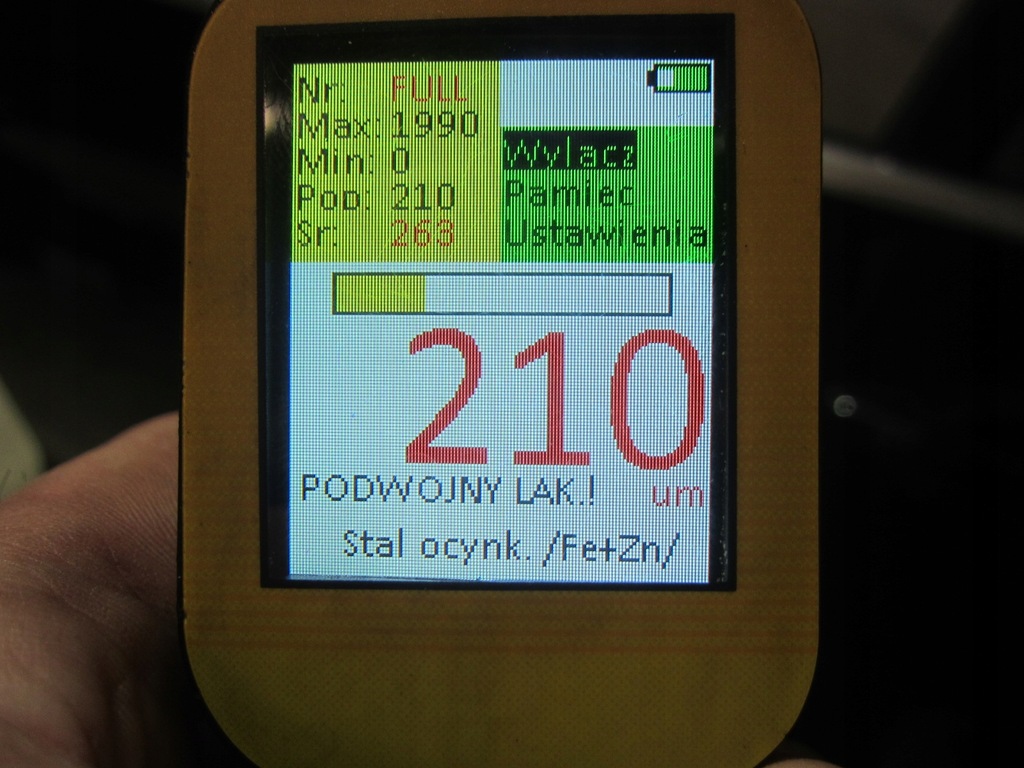 Nr: FULL
Max: 1990
Min: 0
Pop: 210
Sr: 263
Wylacz
Pamiec
Ustawienia
210
PODWOJNY LAK.! um
Stal ocynk. /Fe+Zn/